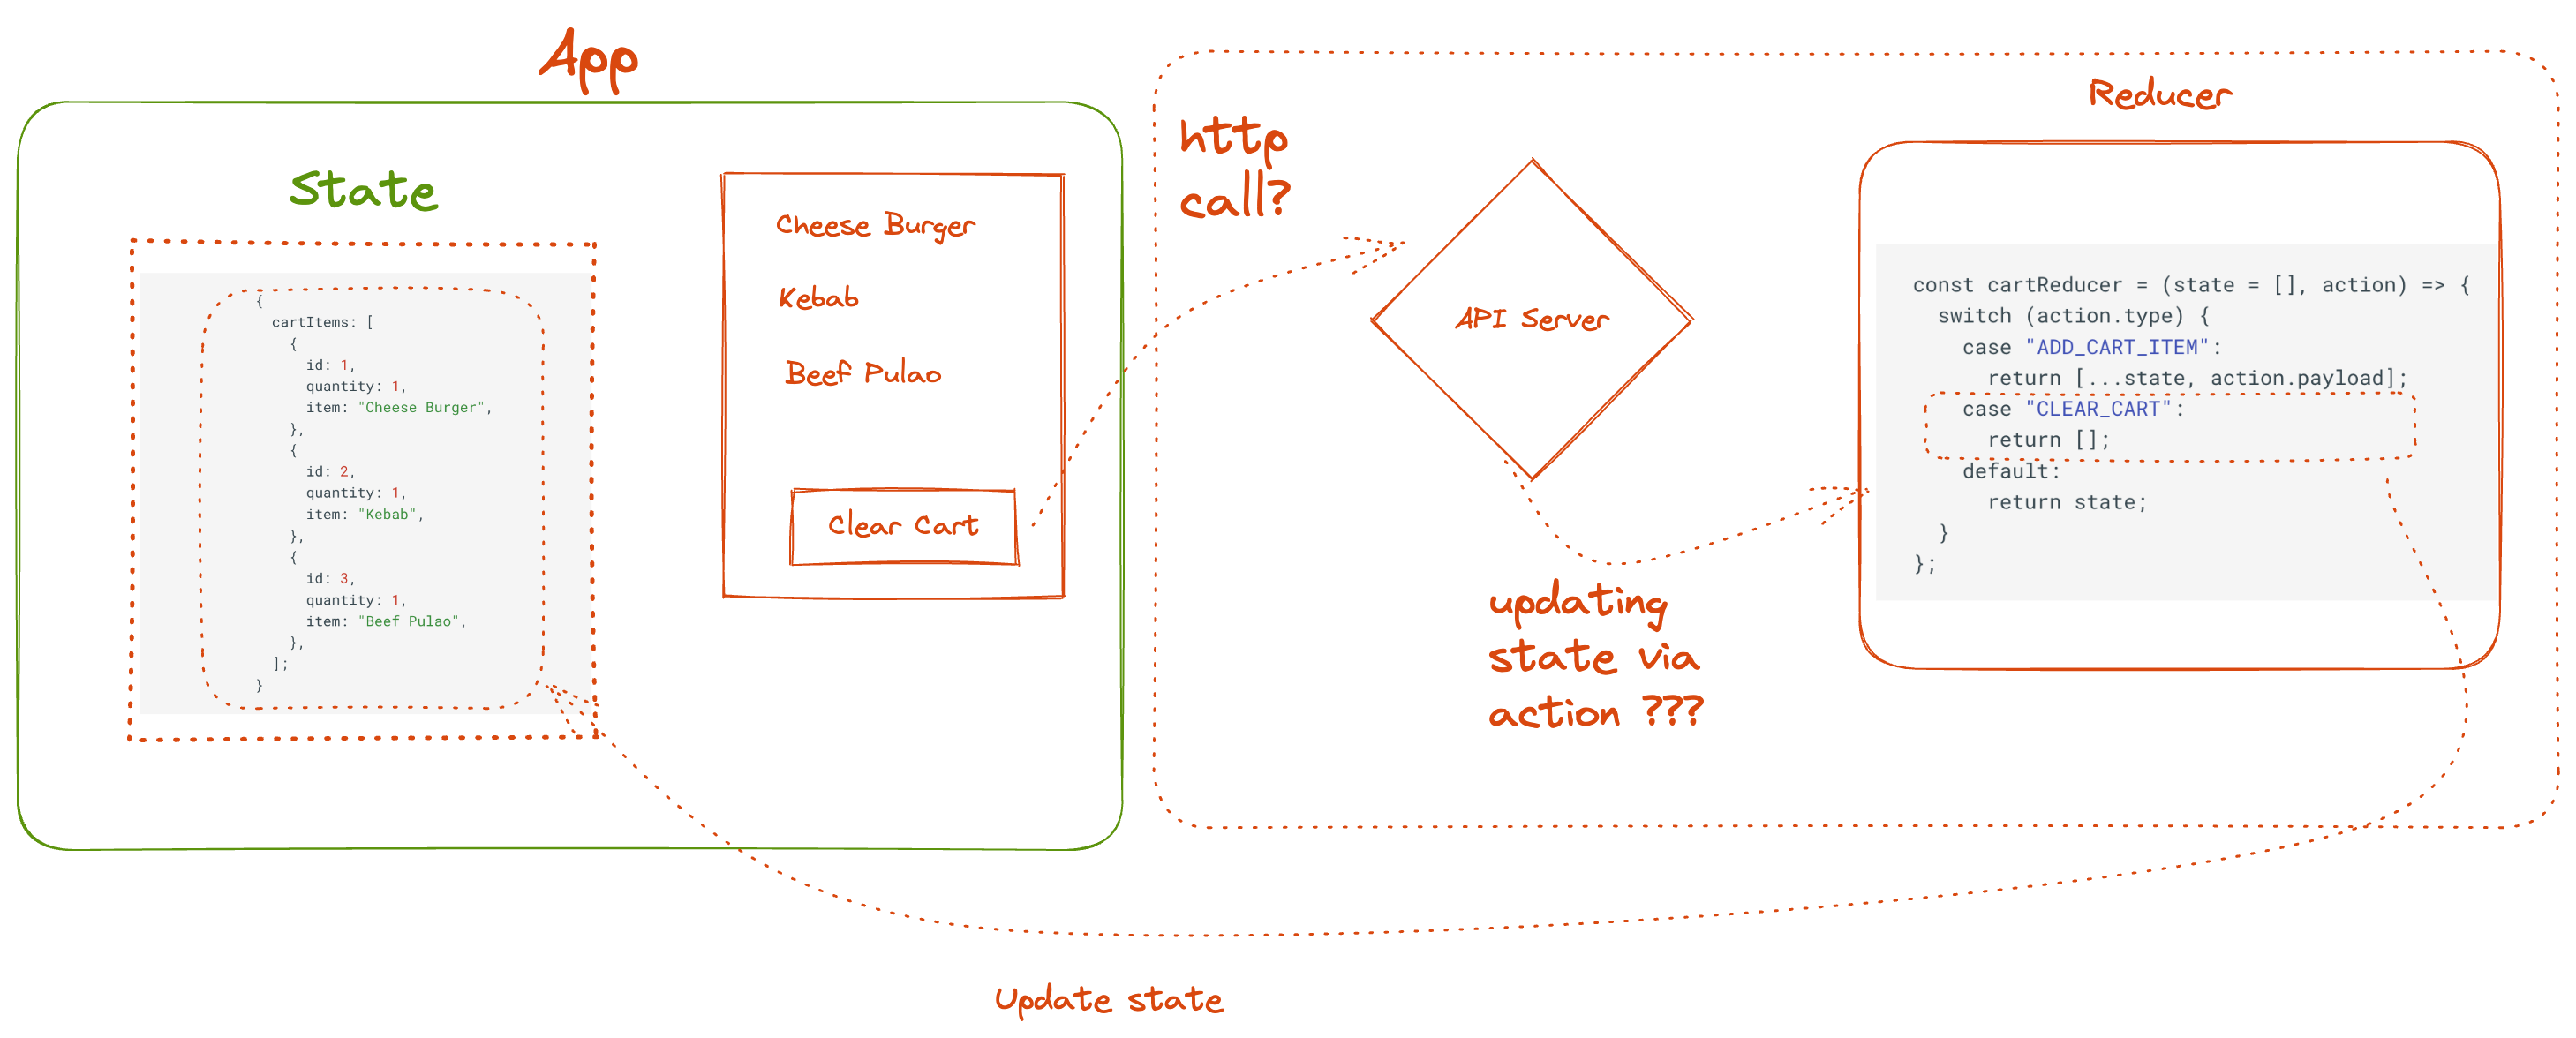 App
State
{
  cartItems: [
    {
      id: 1,
      quantity: 1,
      item: "Cheese Burger",
    },
    {
      id: 2,
      quantity: 1,
      item: "Kebab",
    },
    {
      id: 3,
      quantity: 1,
      item: "Beef Pulao",
    },
  ];
}
Cheese Burger
Kebab
Beef Pulao
Clear Cart
http
call?
API Server
updating
state via
action ???
Reducer
const cartReducer = (state = [], action) => {
  switch (action.type) {
    case "ADD_CART_ITEM":
      return [...state, action.payload];
    case "CLEAR_CART":
      return [];
    default:
      return state;
  }
};
Update state